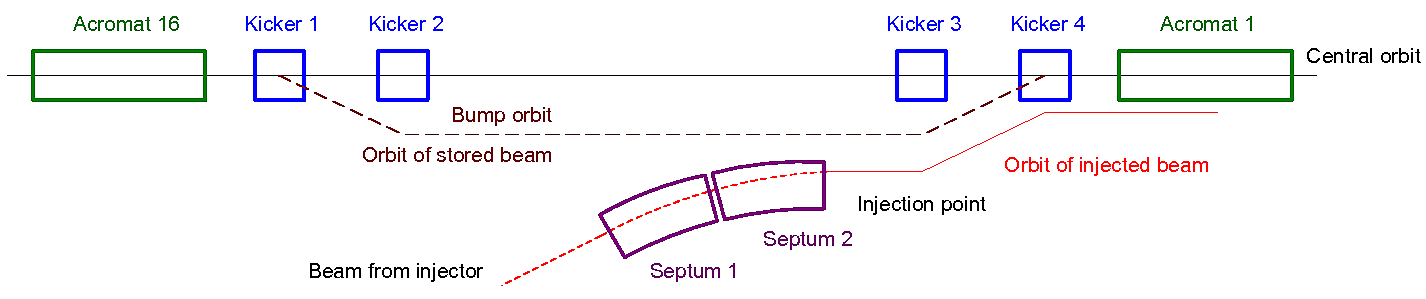 Acromat 16
Kicker 1
Kicker 2
Kicker 3
Kicker 4
Acromat 1
Central orbit
Bump orbit
Orbit of stored beam
Orbit of injected beam
Injection point
Septum 2
Septum 1
Beam from injector